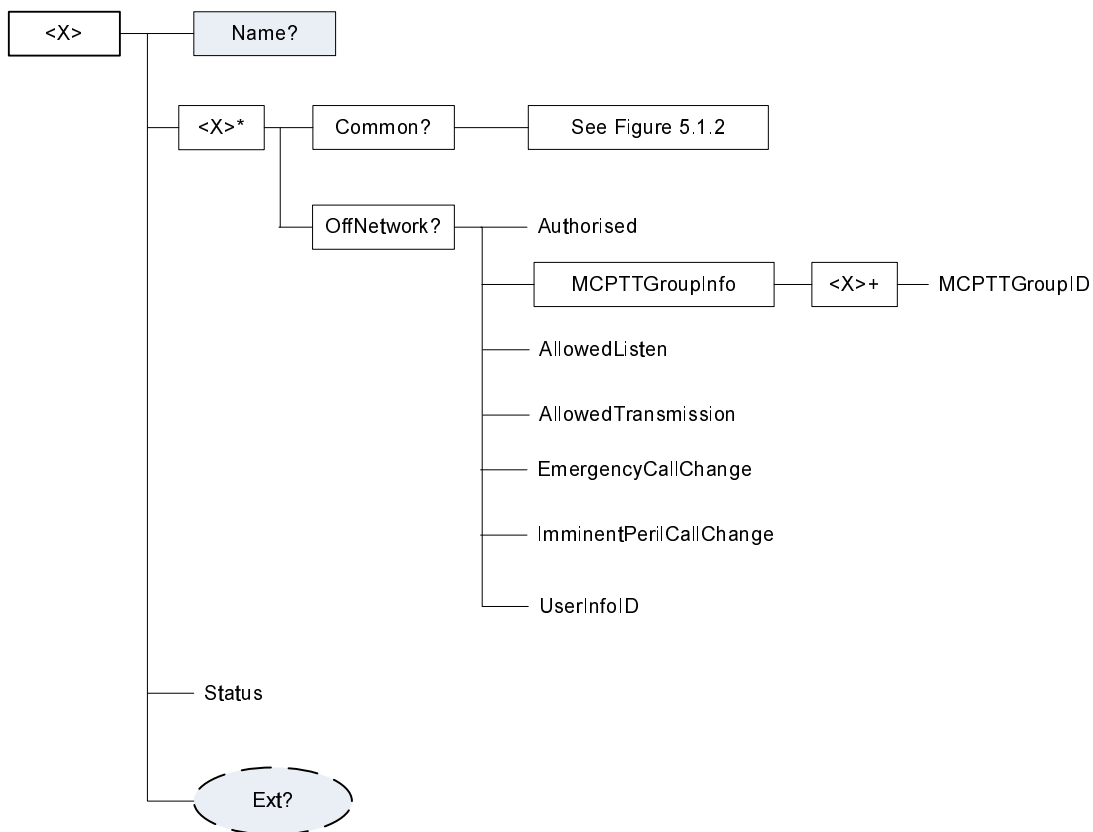 <X>
Name?
<X>*
Common?
See Figure 5.1.2
OffNetwork?
Authorised
MCPTTGroupInfo
<X>+
MCPTTGroupID
AllowedListen
AllowedTransmission
EmergencyCallChange
ImminentPerilCallChange
UserInfoID
Status
Ext?